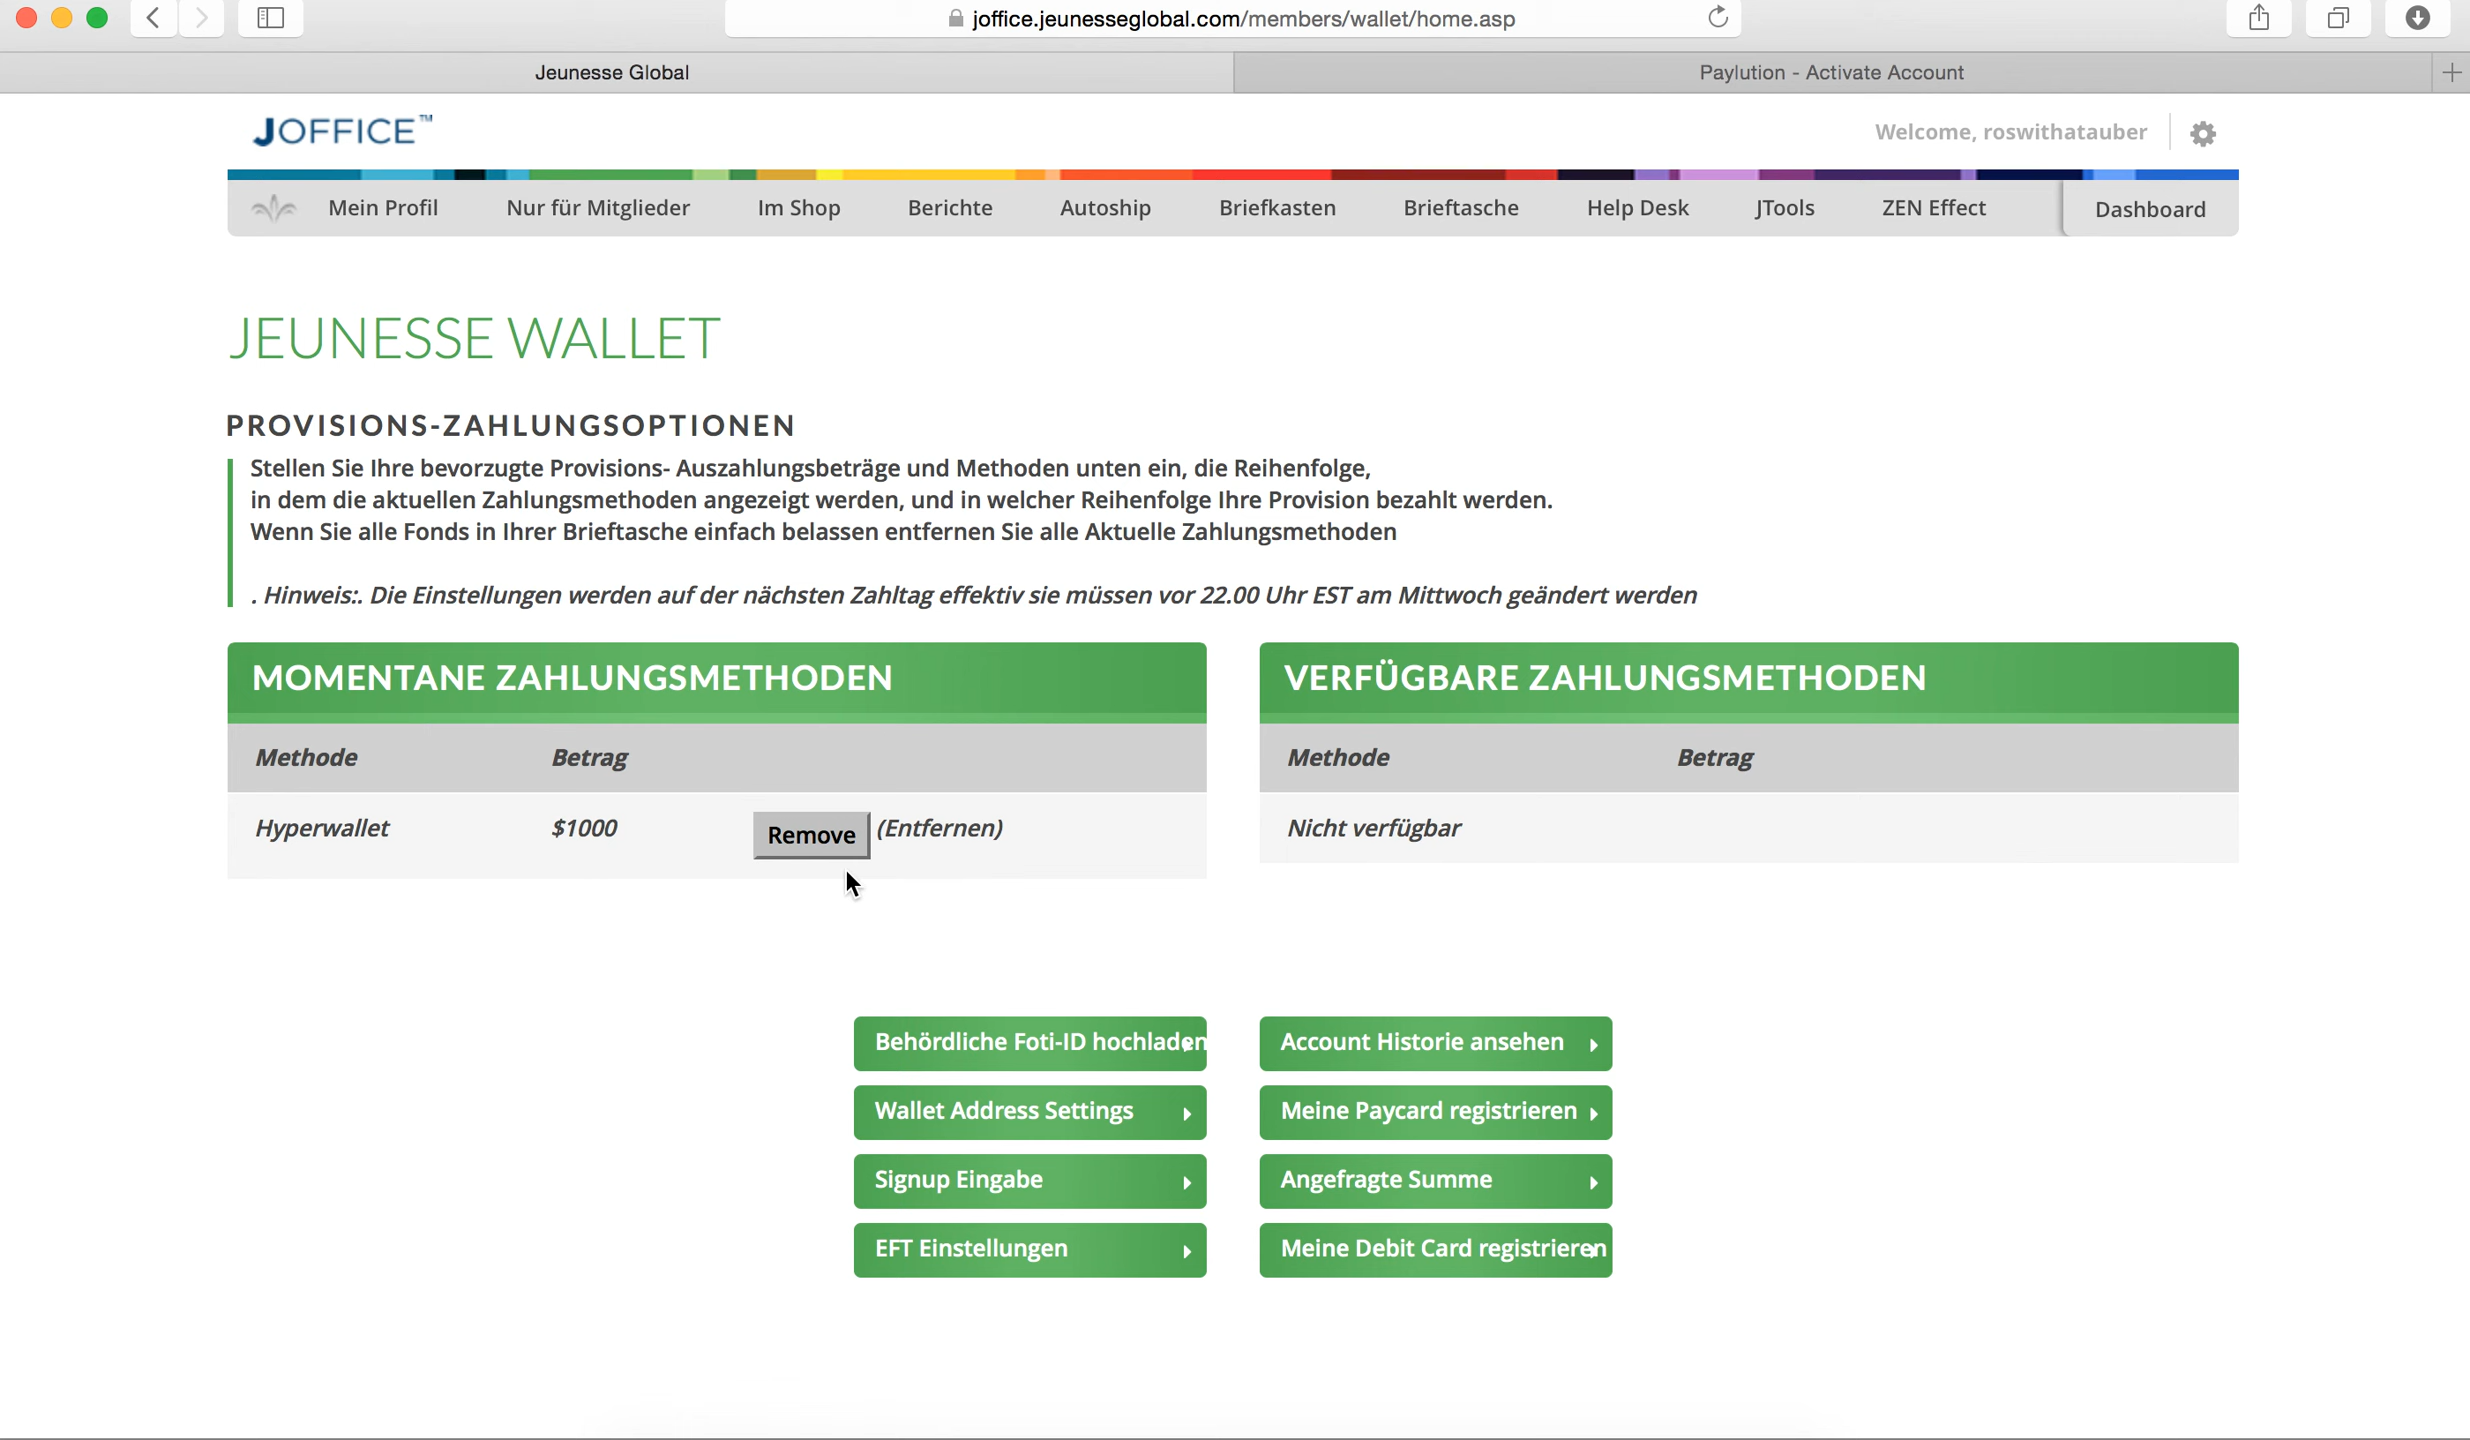 joffice.jeunesseglobal.com/members/wallet/home.asp
Jeunesse Global
Paylution - Activate Account
JOFFICE™
Welcome, roswithatauber
Mein Profil Nur für Mitglieder Im Shop Berichte Autoship Briefkasten Brieftasche Help Desk JTools ZEN Effect Dashboard
JEUNESSE WALLET
PROVISIONS-ZAHLUNGSOPTIONEN
Stellen Sie Ihre bevorzugte Provisions- Auszahlungsbeträge und Methoden unten ein, die Reihenfolge,
in dem die aktuellen Zahlungsmethoden angezeigt werden, und in welcher Reihenfolge Ihre Provision bezahlt werden.
Wenn Sie alle Fonds in Ihrer Brieftasche einfach belassen entfernen Sie alle Aktuelle Zahlungsmethoden
. Hinweis:. Die Einstellungen werden auf der nächsten Zahltag effektiv sie müssen vor 22.00 Uhr EST am Mittwoch geändert werden
MOMENTANE ZAHLUNGSMETHODEN
Methode Betrag
Hyperwallet $1000 Remove (Entfernen)
VERFÜGBARE ZAHLUNGSMETHODEN
Methode Betrag
Nicht verfügbar
Behördliche Foti-ID hochladen
Wallet Address Settings
Signup Eingabe
EFT Einstellungen
Account Historie ansehen
Meine Paycard registrieren
Angefragte Summe
Meine Debit Card registrieren